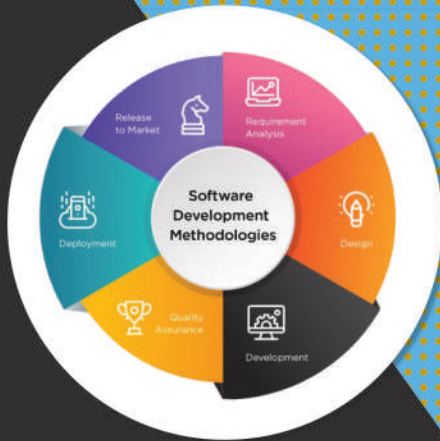 Software
Development
Methodologies
Requirement
Analysis
Design
Development
Quality
Assurance
Deployment
Release
to Market